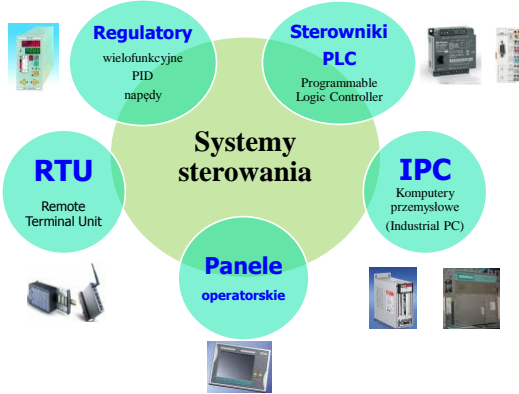 Regulatory
wielofunkcyjne
PID
napędy
Sterowniki
PLC
Programmable
Logic Controller
Systemy
sterowania
RTU
Remote
Terminal Unit
IPC
Komputery
przemysłowe
(Industrial PC)
Panele
operatorskie